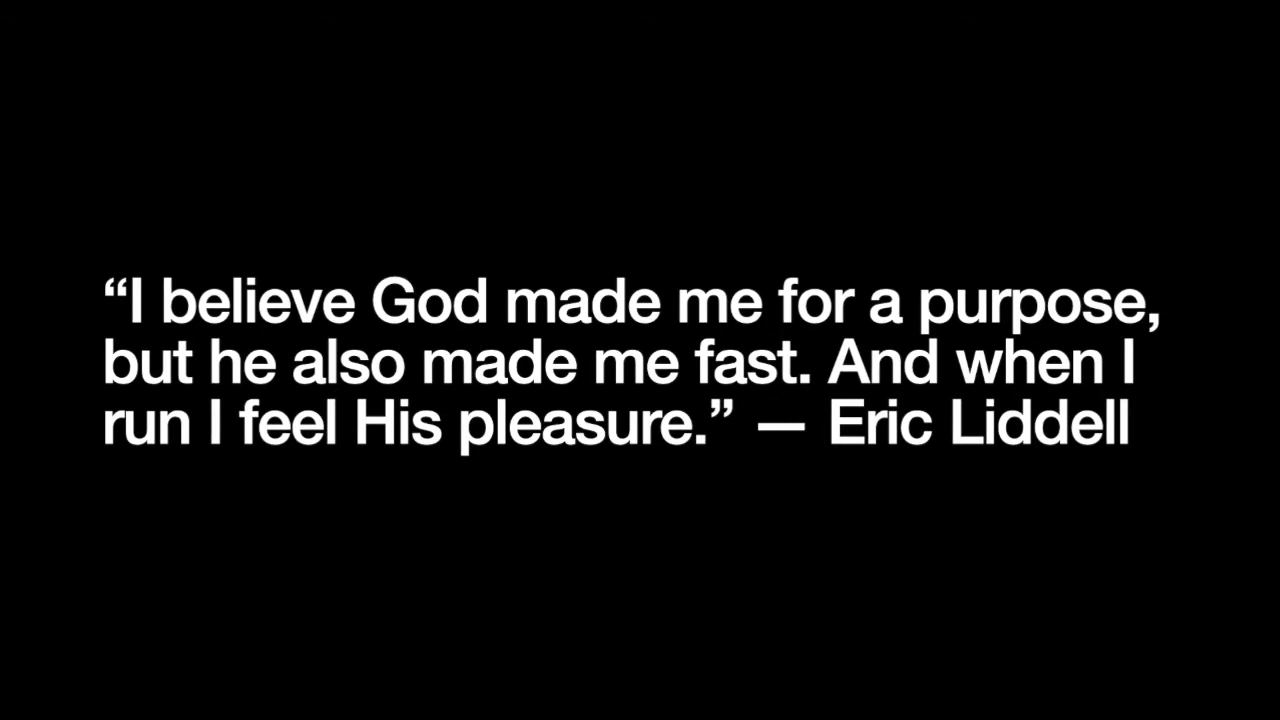 “I believe God made me for a purpose,
but he also made me fast. And when I
run I feel His pleasure.” — Eric Liddell